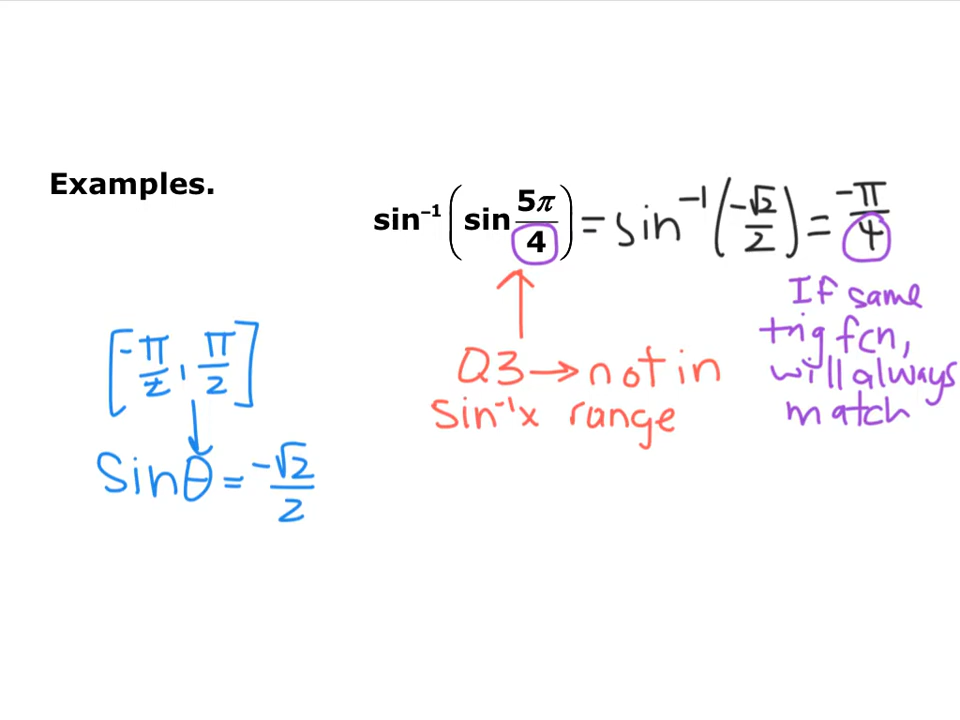 Examples.
sin⁻¹(sin 5π/4) = sin⁻¹(-√2/2) = -π/4
If same
trig fcn,
will always
match
Q3 → not in
sin⁻¹x range
[-π/2, π/2]
sinθ = -√2/2